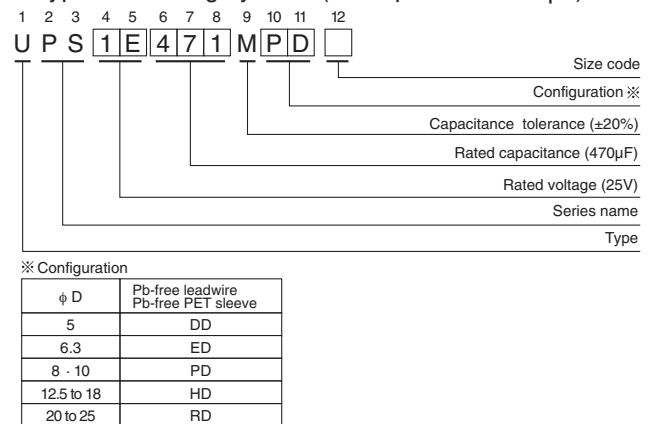 1 2 3 4 5 6 7 8 9 10 11 12
U P S 1 E 4 7 1 M P D
Size code
Configuration ※
Capacitance tolerance (±20%)
Rated capacitance (470µF)
Rated voltage (25V)
Series name
Type
※ Configuration
ϕ D Pb-free leadwire
Pb-free PET sleeve
5 DD
6.3 ED
8 · 10 PD
12.5 to 18 HD
20 to 25 RD